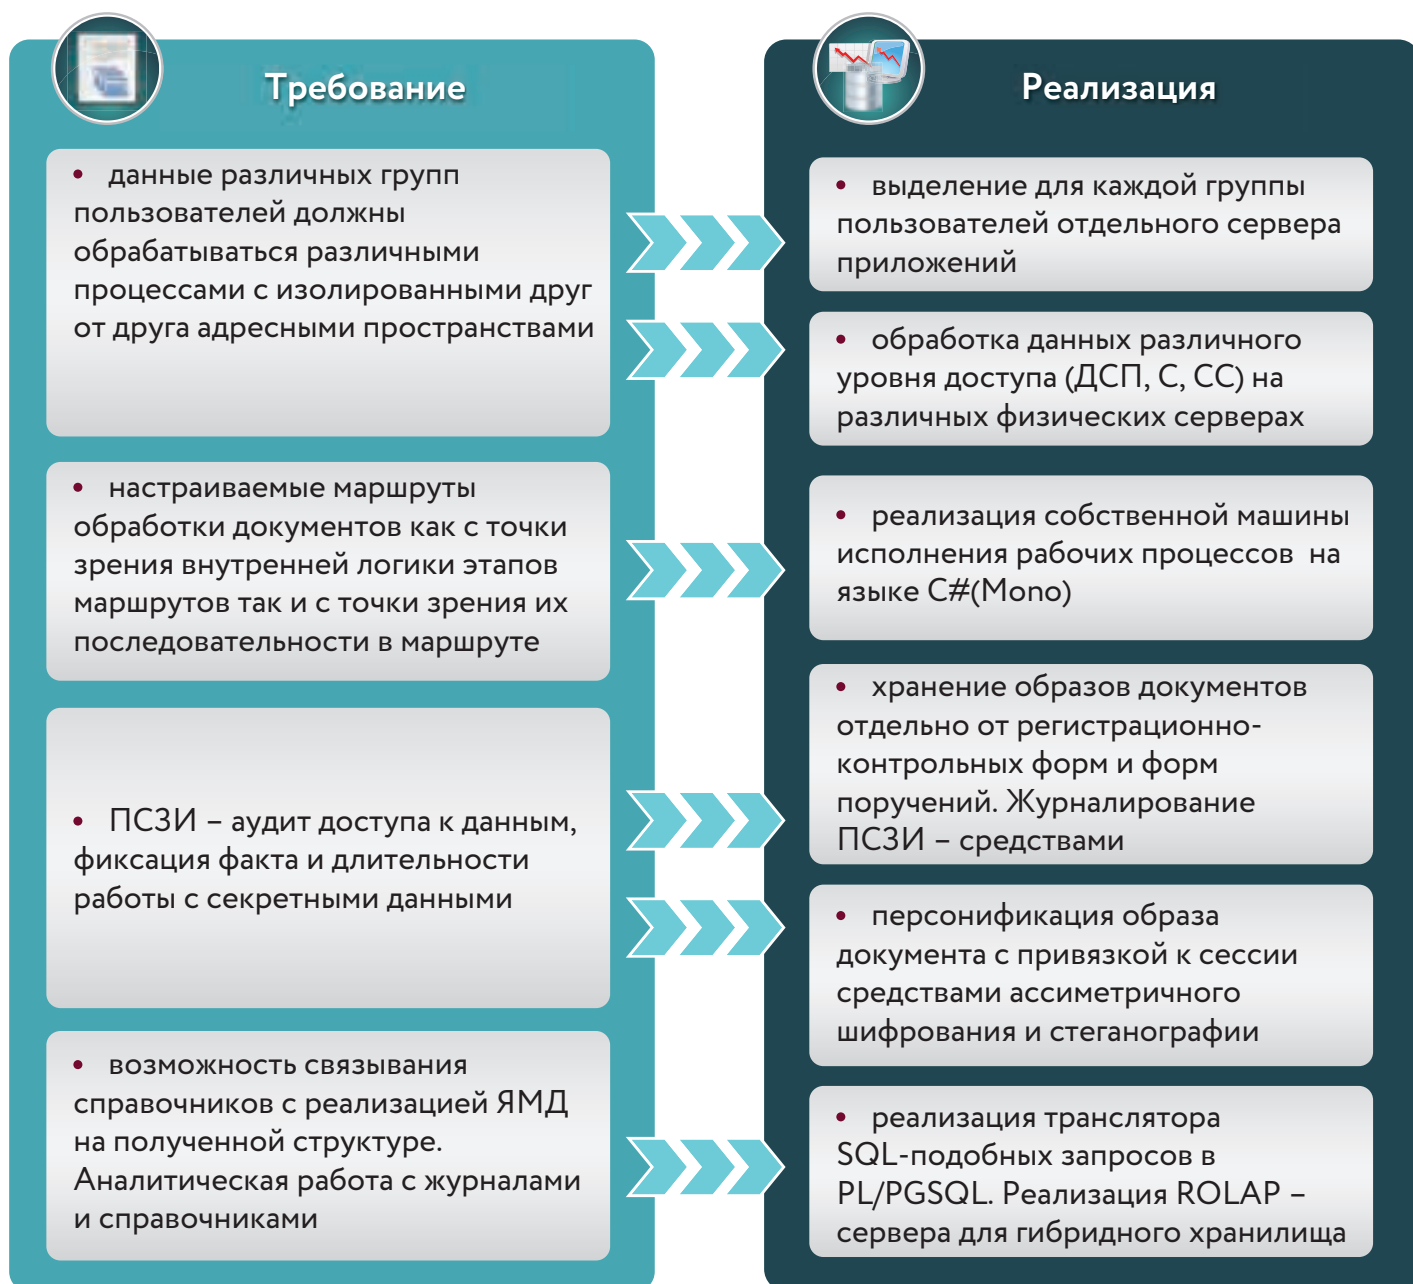 Требование
• данные различных групп
пользователей должны
обрабатываться различными
процессами с изолированными друг
от друга адресными пространствами
• настраиваемые маршруты
обработки документов как с точки
зрения внутренней логики этапов
маршрутов так и с точки зрения их
последовательности в маршруте
• ПСЗИ – аудит доступа к данным,
фиксация факта и длительности
работы с секретными данными
• возможность связывания
справочников с реализацией ЯМД
на полученной структуре.
Аналитическая работа с журналами
и справочниками
Реализация
• выделение для каждой группы
пользователей отдельного сервера
приложений
• обработка данных различного
уровня доступа (ДСП, С, СС) на
различных физических серверах
• реализация собственной машины
исполнения рабочих процессов на
языке C#(Mono)
• хранение образов документов
отдельно от регистрационно-
контрольных форм и форм
поручений. Журналирование
ПСЗИ – средствами
• персонификация образа
документа с привязкой к сессии
средствами ассиметричного
шифрования и стеганографии
• реализация транслятора
SQL-подобных запросов в
PL/PGSQL. Реализация ROLAP –
сервера для гибридного хранилища